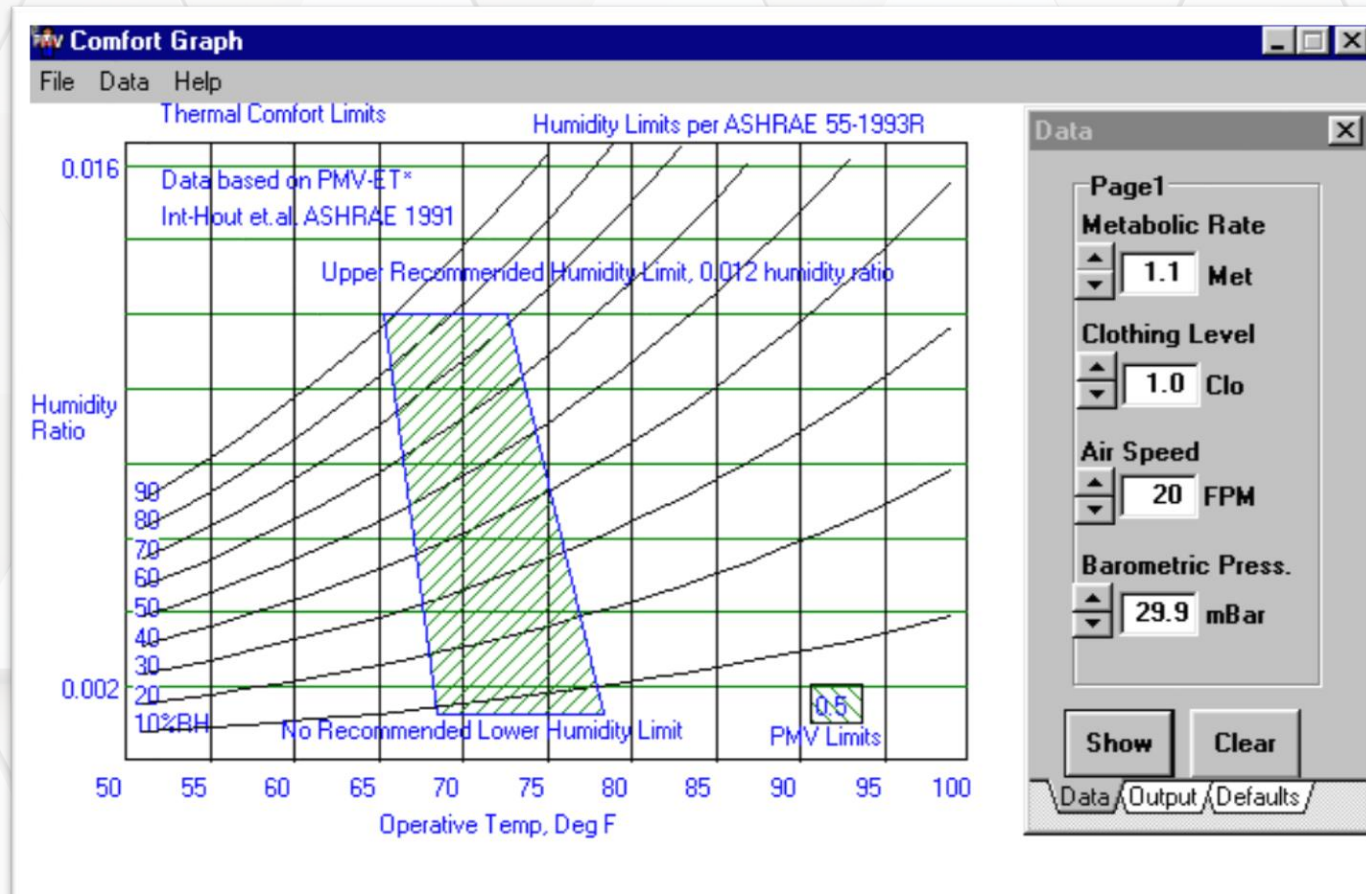 PMV Comfort Graph
File Data Help
Thermal Comfort Limits
Humidity Limits per ASHRAE 55-1993R
0.016
Data based on PMV-ET*
Int-Hout et.al. ASHRAE 1991
Upper Recommended Humidity Limit, 0.012 humidity ratio
Humidity
Ratio
90
80
70
60
50
40
30
20
10%RH
0.002
No Recommended Lower Humidity Limit
0.5
PMV Limits
50 55 60 65 70 75 80 85 90 95 100
Operative Temp, Deg F
Data
Page1
Metabolic Rate
1.1 Met
Clothing Level
1.0 Clo
Air Speed
20 FPM
Barometric Press.
29.9 mBar
Show Clear
Data Output Defaults